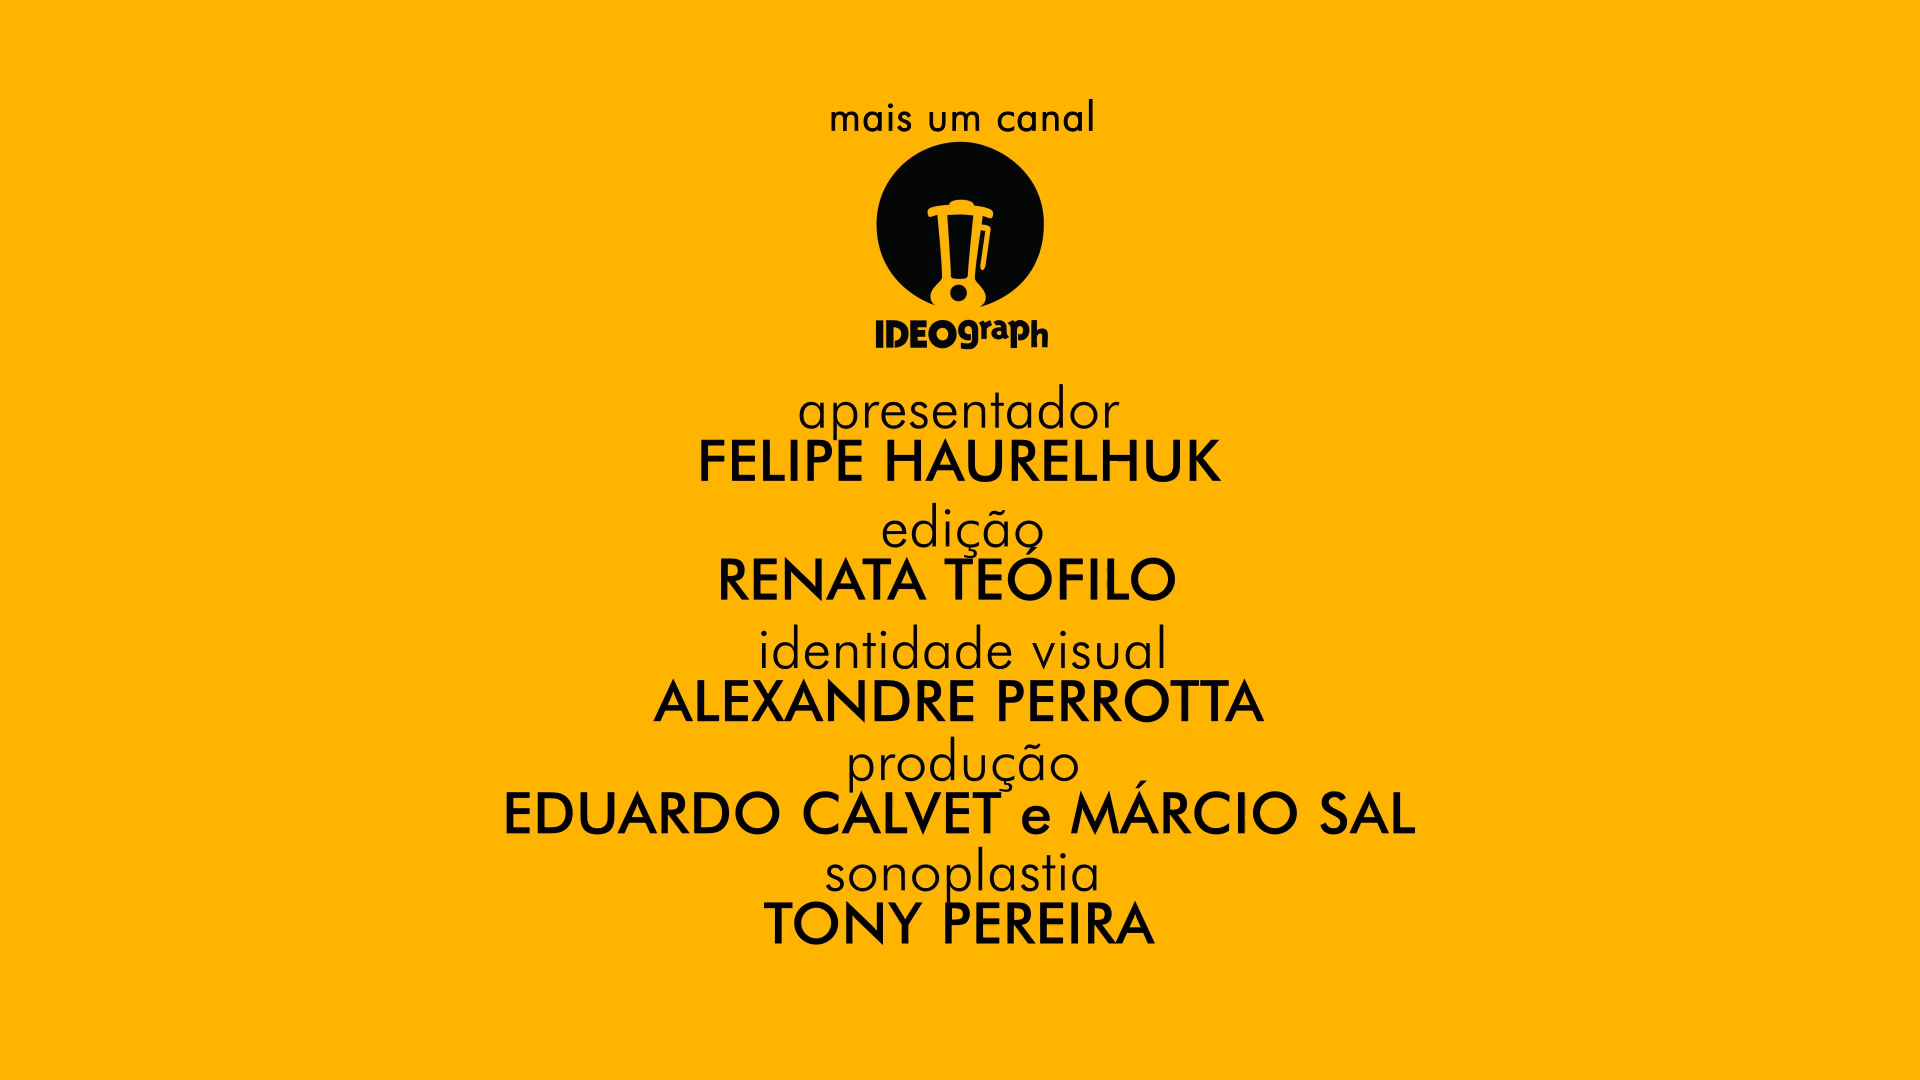 mais um canal
IDEOgraph
apresentador
FELIPE HAURELHUK
edição
RENATA TEÓFILO
identidade visual
ALEXANDRE PERROTTA
produção
EDUARDO CALVET e MÁRCIO SAL
sonoplastia
TONY PEREIRA